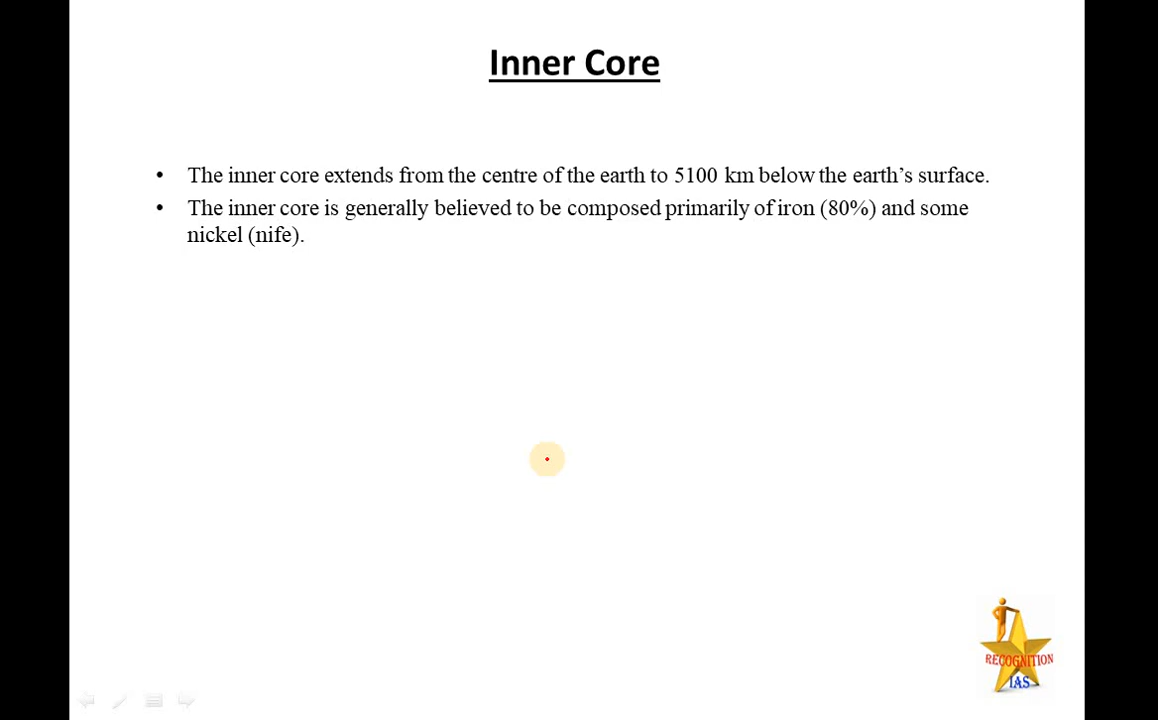 Inner Core
• The inner core extends from the centre of the earth to 5100 km below the earth’s surface.
• The inner core is generally believed to be composed primarily of iron (80%) and some
nickel (nife).
RECOGNITION
IAS